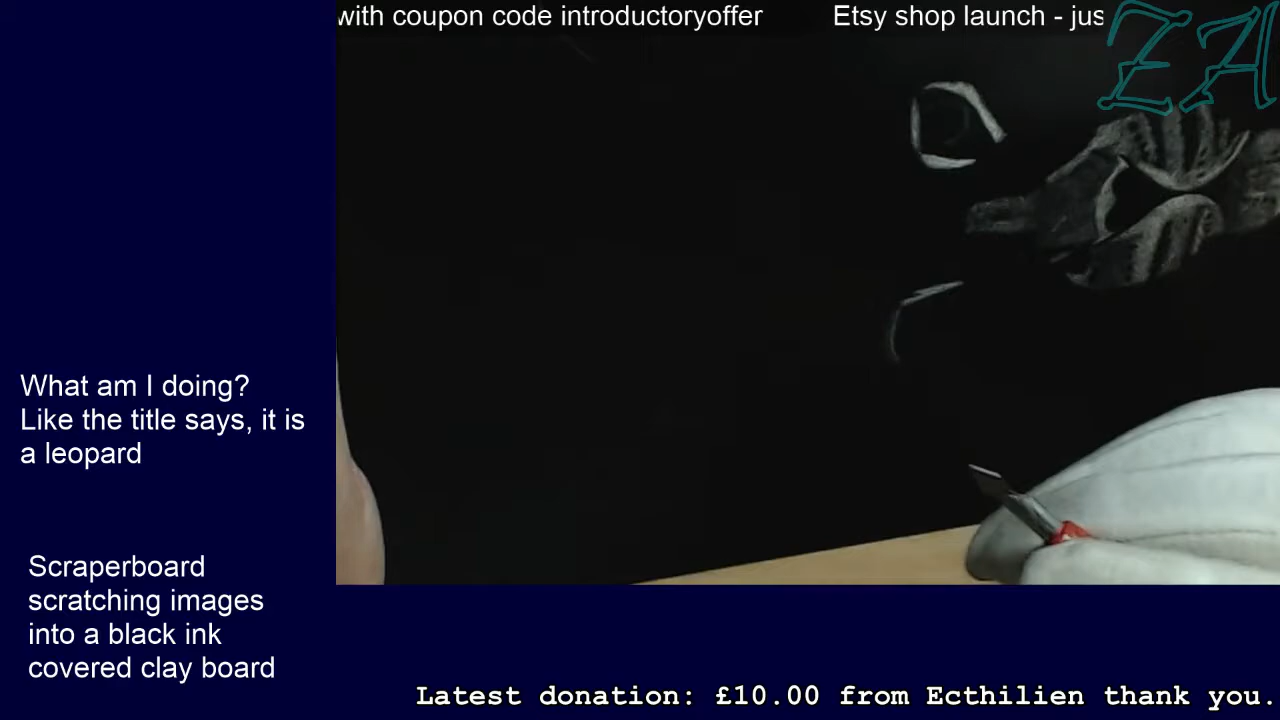 with coupon code introductoryoffer Etsy shop launch - jus
ZA
What am I doing?
Like the title says, it is
a leopard
Scraperboard
scratching images
into a black ink
covered clay board
Latest donation: £10.00 from Ecthilien thank you.